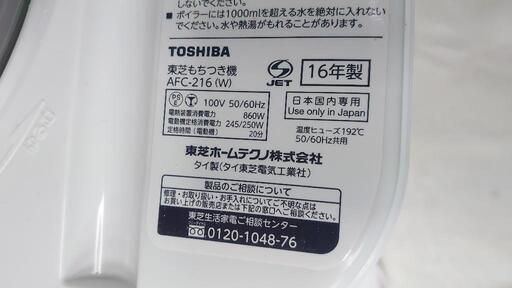 しないでください。
● ボイラーには1000mlを超える水を絶対に入れない
でください。水や熱湯がもれることがあります。
TOSHIBA
東芝もちつき機
AFC-216 (W)
JET
16年製
PS E
100V 50/60Hz
電熱装置消費電力 860W
電動機定格消費電力 245/250W
定格時間（電動機） 20分
日本国内専用
Use only in Japan
温度ヒューズ192℃
50/60Hz共用
東芝ホームテクノ株式会社
タイ製（タイ東芝電気工業社）
製品のご相談について
修理・お取り扱い・お手入れについてご不明な点は
お買い上げの販売店または下記の窓口へご相談ください。
東芝生活家電ご相談センター
0120-1048-76